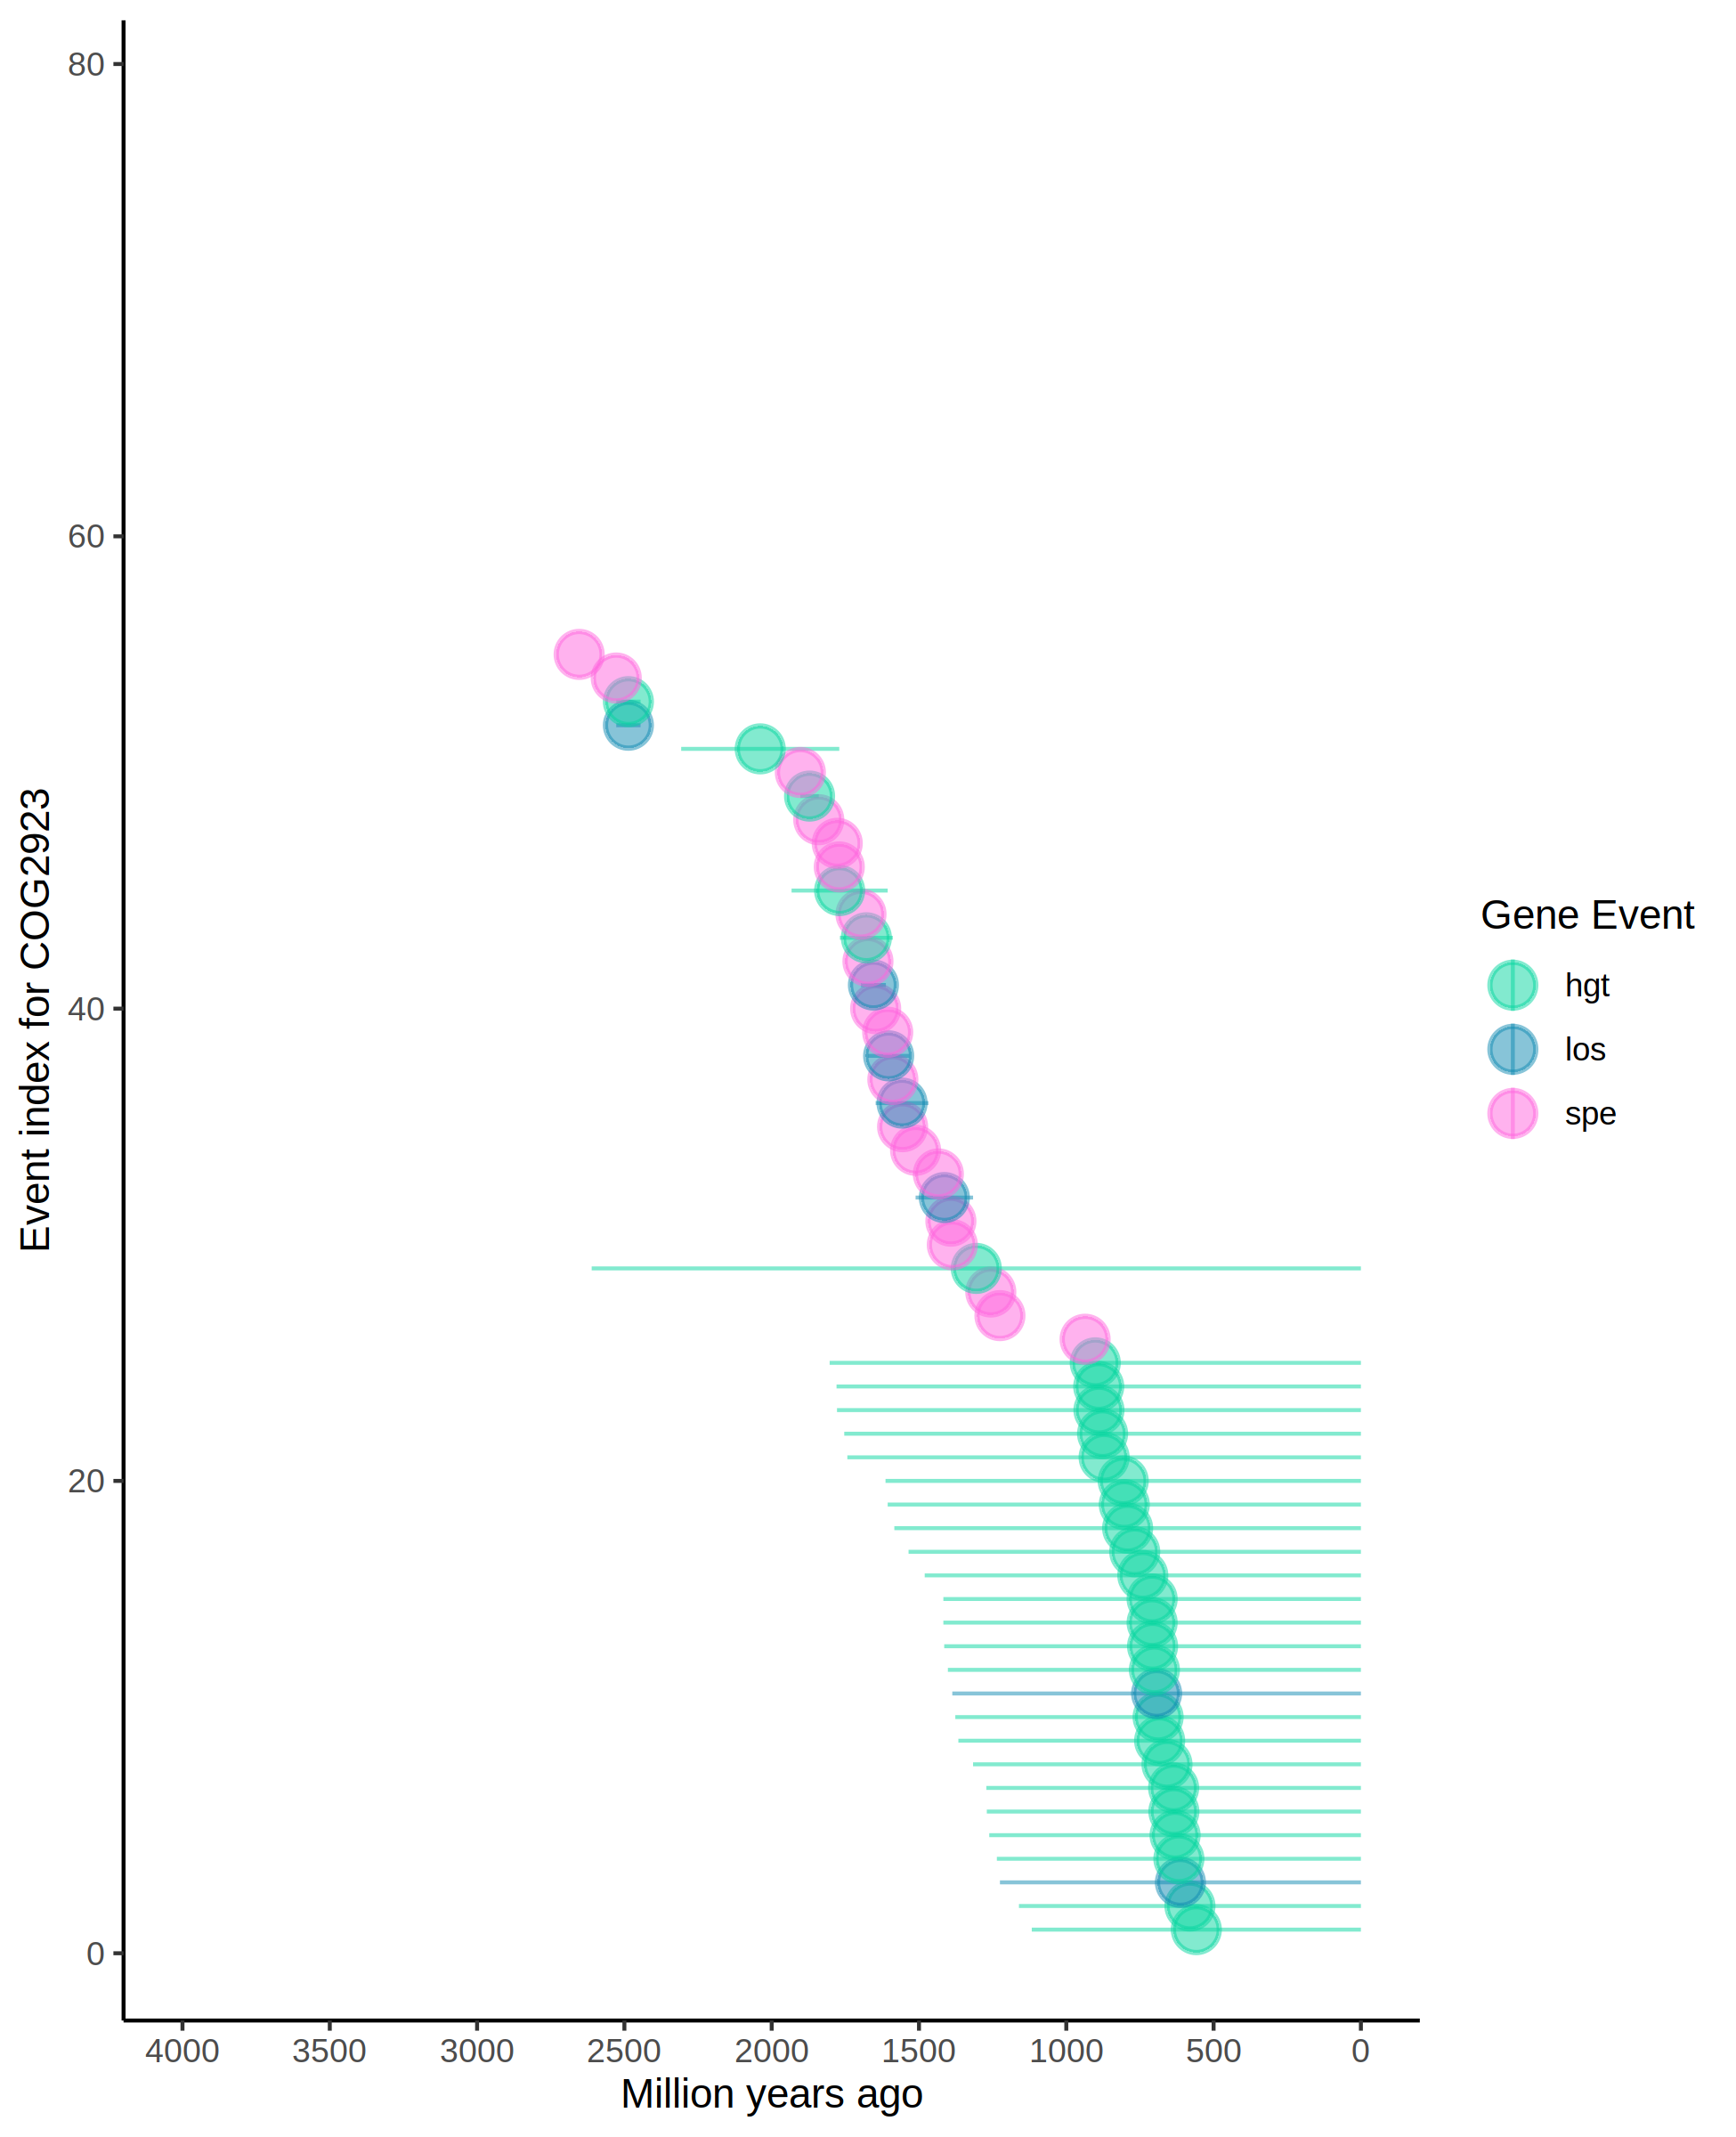 80
60
40
20
0
Event index for COG2923
4000 3500 3000 2500 2000 1500 1000 500 0
Million years ago
Gene Event
hgt
los
spe